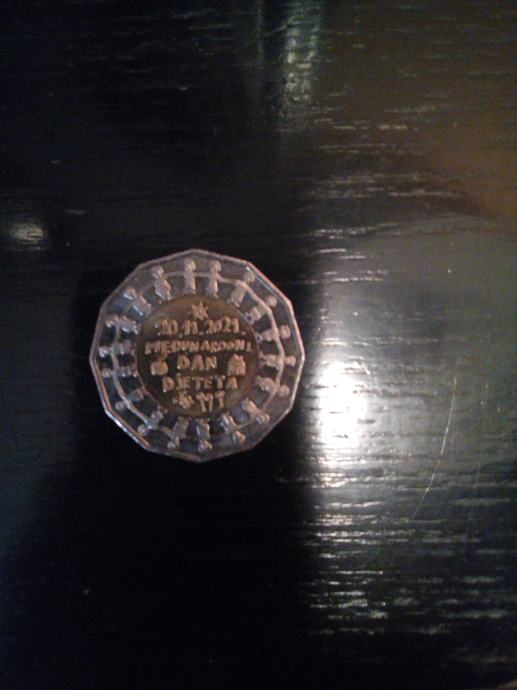 20.11.2021.
MEĐUNARODNI
DAN
DJETETA